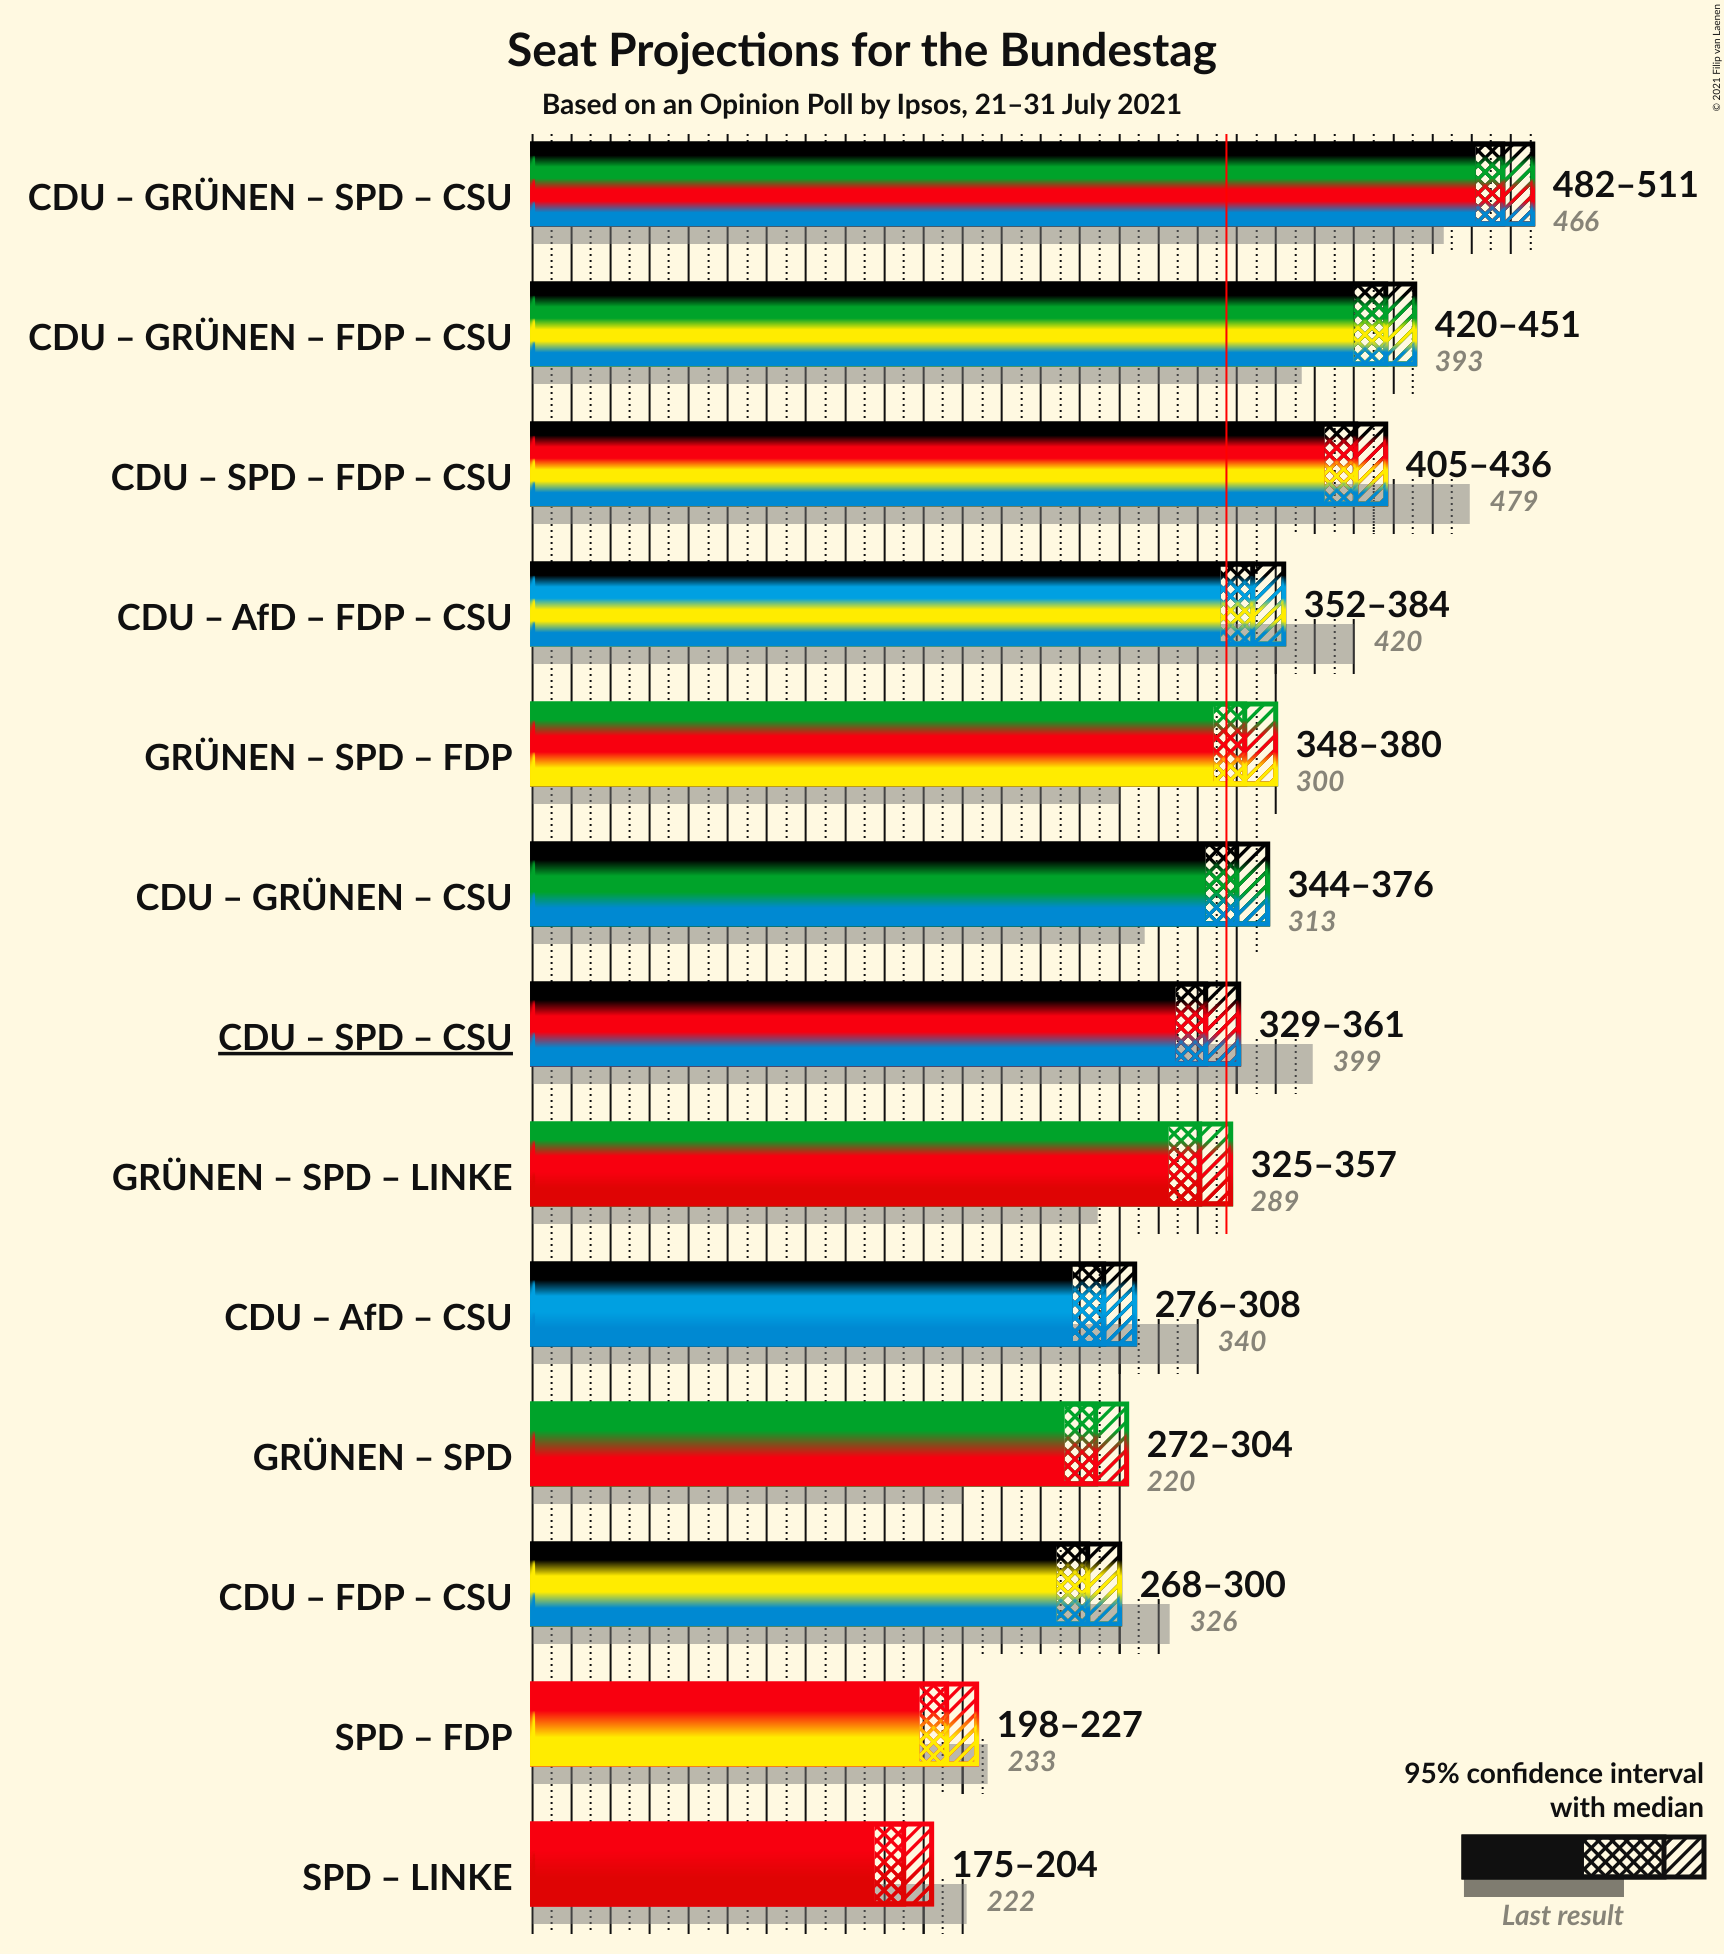 Seat Projections for the Bundestag
Based on an Opinion Poll by Ipsos, 21–31 July 2021
© 2021 Filip van Laenen
CDU – GRÜNEN – SPD – CSU
482–511
466
CDU – GRÜNEN – FDP – CSU
420–451
393
CDU – SPD – FDP – CSU
405–436
479
CDU – AfD – FDP – CSU
352–384
420
GRÜNEN – SPD – FDP
348–380
300
CDU – GRÜNEN – CSU
344–376
313
CDU – SPD – CSU
329–361
399
GRÜNEN – SPD – LINKE
325–357
289
CDU – AfD – CSU
276–308
340
GRÜNEN – SPD
272–304
220
CDU – FDP – CSU
268–300
326
SPD – FDP
198–227
233
SPD – LINKE
175–204
222
95% confidence interval
with median
Last result